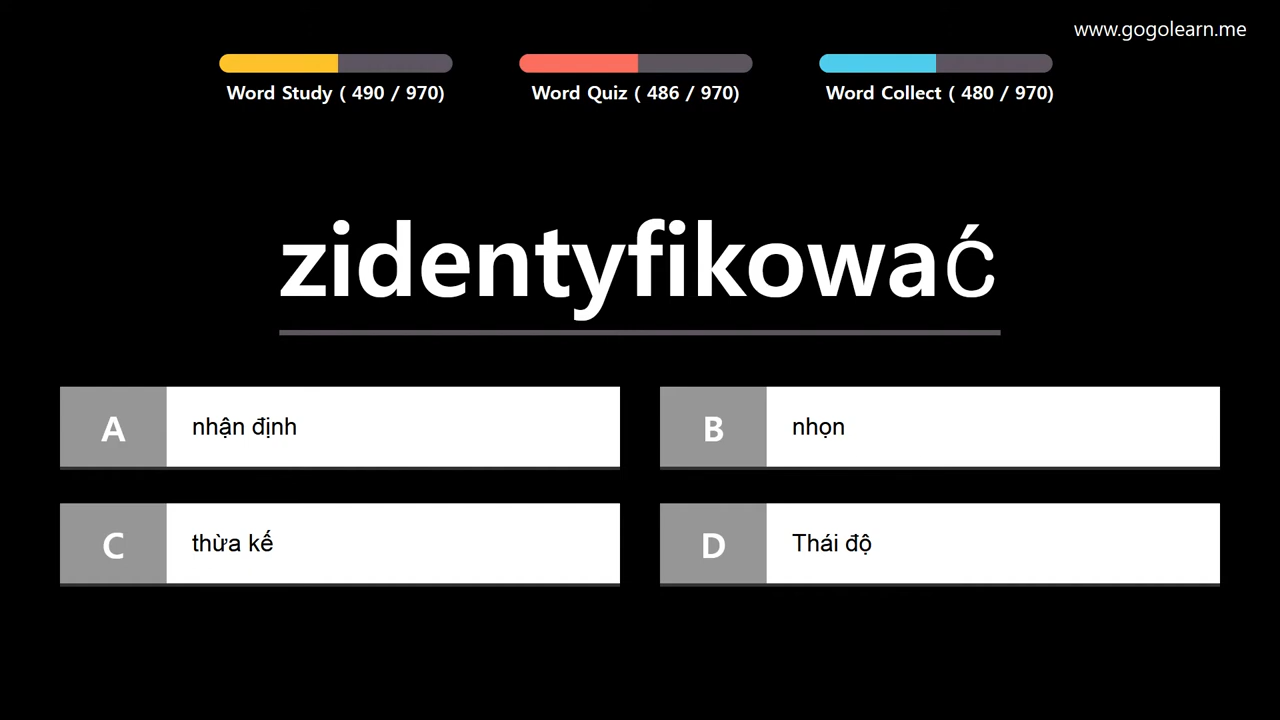 www.gogolearn.me
Word Study ( 490 / 970)
Word Quiz ( 486 / 970)
Word Collect ( 480 / 970)
zidentyfikować
A nhận định
B nhọn
C thừa kế
D Thái độ